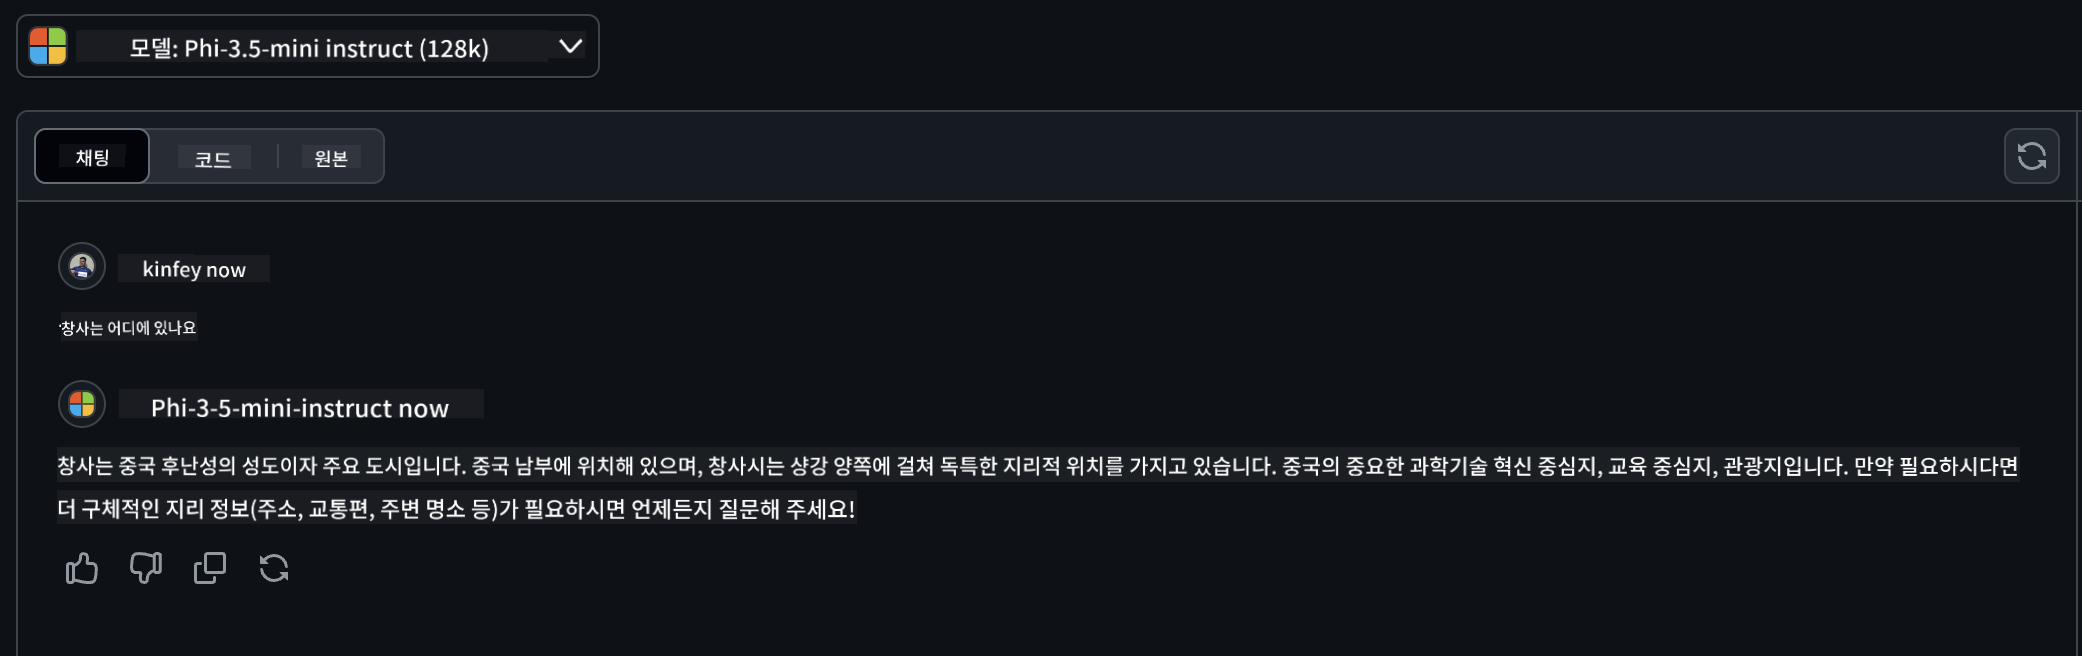 모델: Phi-3.5-mini instruct (128k)
채팅
코드
원본
kinfey now
창사는 어디에 있나요
Phi-3-5-mini-instruct now
창사는 중국 후난성의 성도이자 주요 도시입니다. 중국 남부에 위치해 있으며, 창사시는 샹강 양쪽에 걸쳐 독특한 지리적 위치를 가지고 있습니다. 중국의 중요한 과학기술 혁신 중심지, 교육 중심지, 관광지입니다. 만약 필요하시다면
더 구체적인 지리 정보(주소, 교통편, 주변 명소 등)가 필요하시면 언제든지 질문해 주세요!